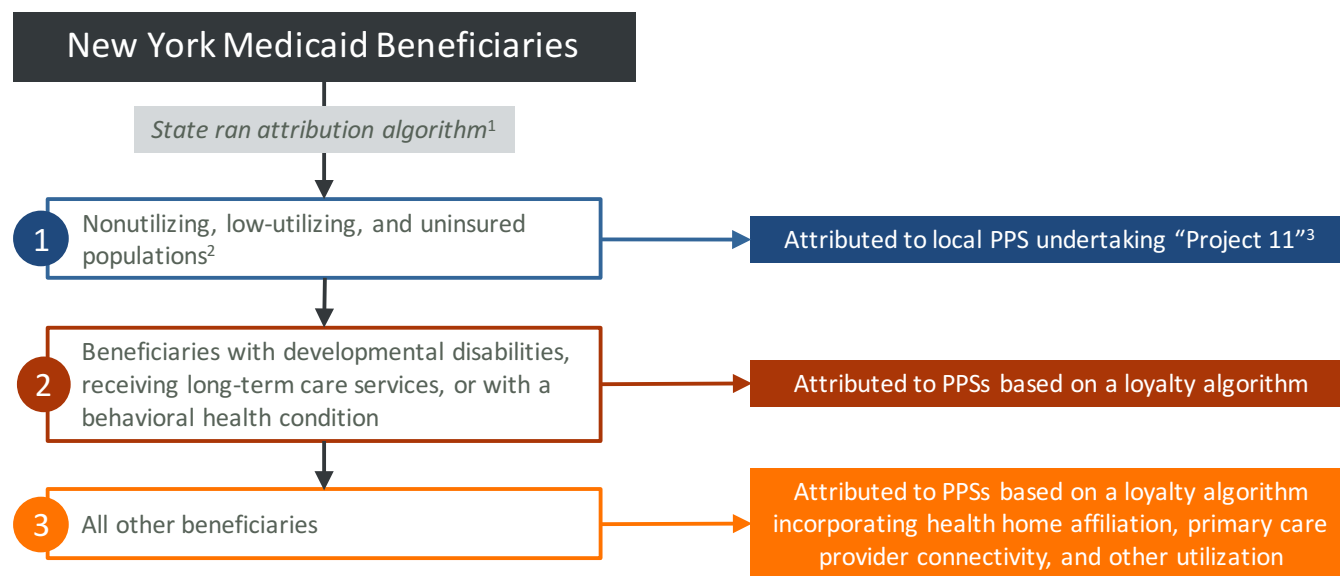 New York Medicaid Beneficiaries
State ran attribution algorithm¹
1
Nonutilizing, low-utilizing, and uninsured
populations²
Attributed to local PPS undertaking “Project 11”³
2
Beneficiaries with developmental disabilities,
receiving long-term care services, or with a
behavioral health condition
Attributed to PPSs based on a loyalty algorithm
3
All other beneficiaries
Attributed to PPSs based on a loyalty algorithm
incorporating health home affiliation, primary care
provider connectivity, and other utilization